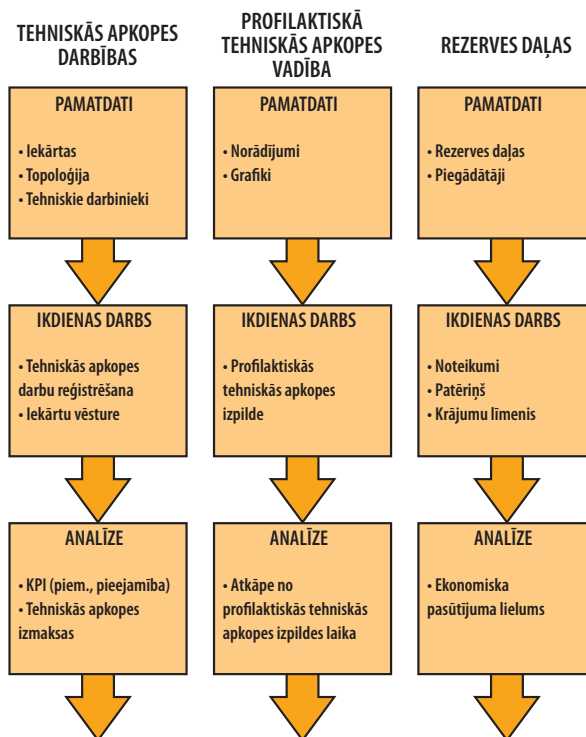 TEHNISKĀS APKOPES
DARBĪBAS
PAMATDATI
• Iekārtas
• Topoloģija
• Tehniskie darbinieki
IKDIENAS DARBS
• Tehniskās apkopes
darbu reģistrēšana
• Iekārtu vēsture
ANALĪZE
• KPI (piem., pieejamība)
• Tehniskās apkopes
izmaksas
PROFILAKTISKĀ
TEHNISKĀS APKOPES
VADĪBA
PAMATDATI
• Norādījumi
• Grafiki
IKDIENAS DARBS
• Profilaktiskās
tehniskās apkopes
izpilde
ANALĪZE
• Atkāpe no
profilaktiskās tehniskās
apkopes izpildes laika
REZERVES DAĻAS
PAMATDATI
• Rezerves daļas
• Piegādātāji
IKDIENAS DARBS
• Noteikumi
• Patēriņš
• Krājumu līmenis
ANALĪZE
• Ekonomiska
pasūtījuma lielums